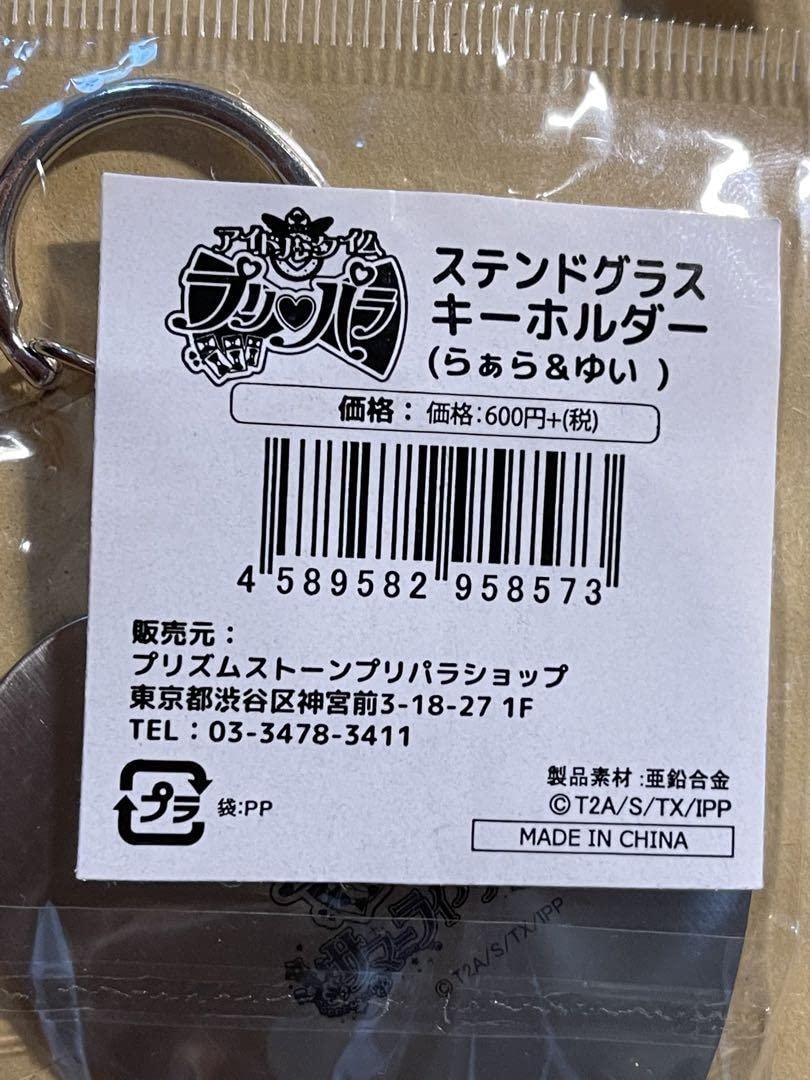 アイドルタイム
プリパラ
ステンドグラス
キーホルダー
(らぁら&ゆい )
価格： 価格:600円+(税)
4 589582 958573
販売元：
プリズムストーンプリパラショップ
東京都渋谷区神宮前3-18-27 1F
TEL：03-3478-3411
プラ 袋:PP
製品素材:亜鉛合金
©T2A/S/TX/IPP
MADE IN CHINA
©T2A/S/TX/IPP